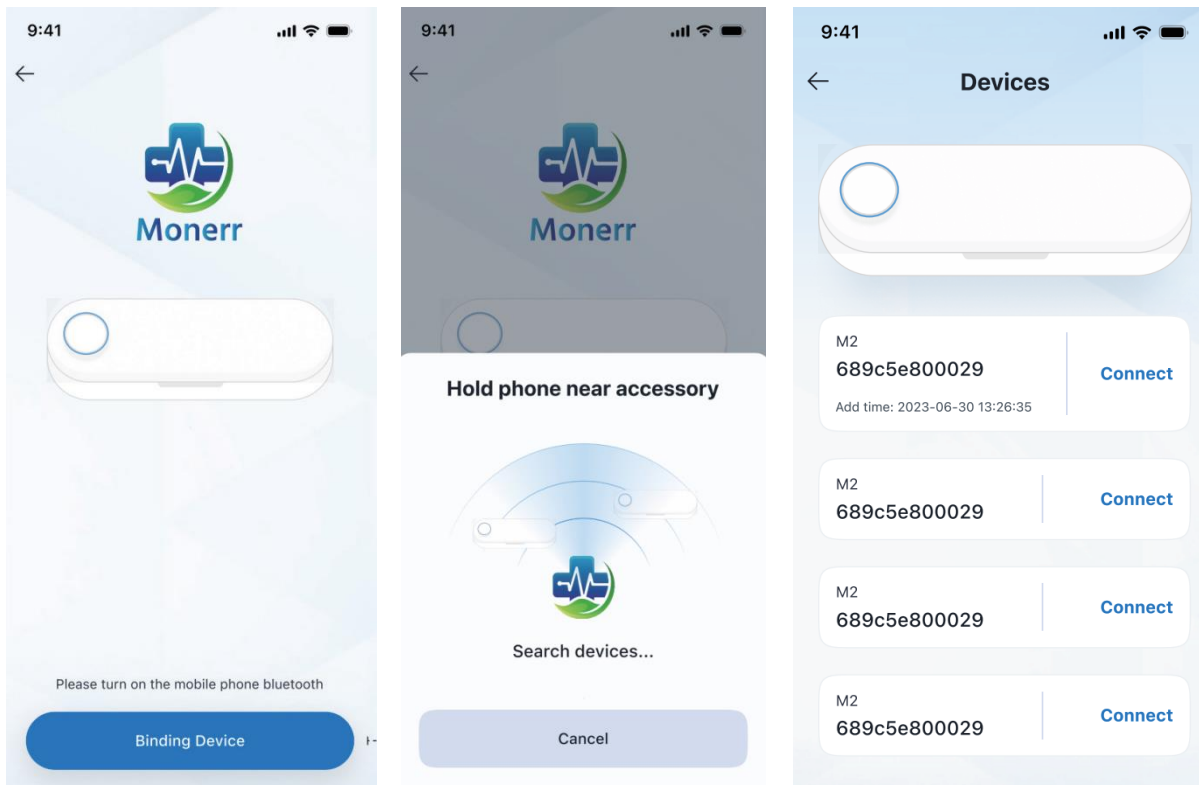 9:41
Monerr
Please turn on the mobile phone bluetooth
Binding Device
9:41
Monerr
Hold phone near accessory
Search devices...
Cancel
9:41
Devices
M2
689c5e800029
Connect
Add time: 2023-06-30 13:26:35
M2
689c5e800029
Connect
M2
689c5e800029
Connect
M2
689c5e800029
Connect